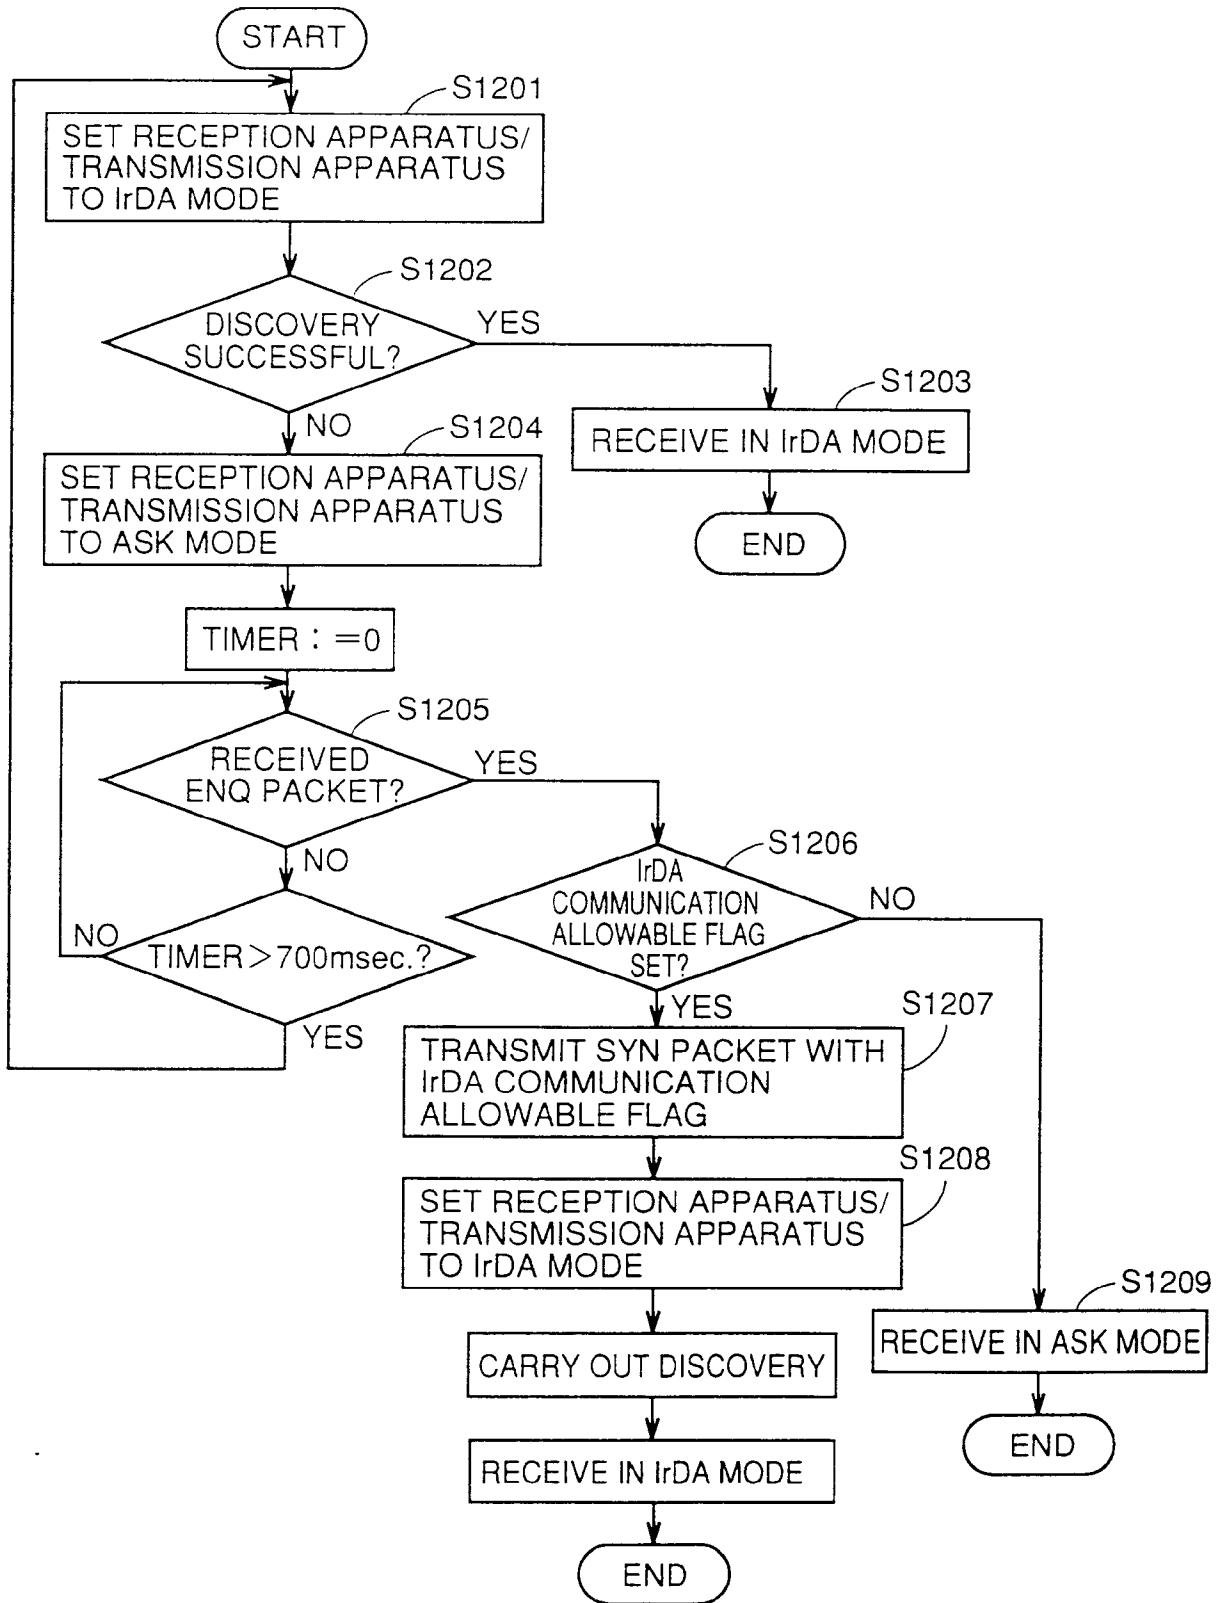 START
S1201
SET RECEPTION APPARATUS/
TRANSMISSION APPARATUS
TO IrDA MODE
S1202
DISCOVERY
SUCCESSFUL?
YES
NO
S1203
RECEIVE IN IrDA MODE
END
S1204
SET RECEPTION APPARATUS/
TRANSMISSION APPARATUS
TO ASK MODE
TIMER : =0
S1205
RECEIVED
ENQ PACKET?
YES
NO
TIMER>700msec.?
NO
YES
S1206
IrDA
COMMUNICATION
ALLOWABLE FLAG
SET?
NO
YES
S1207
TRANSMIT SYN PACKET WITH
IrDA COMMUNICATION
ALLOWABLE FLAG
S1208
SET RECEPTION APPARATUS/
TRANSMISSION APPARATUS
TO IrDA MODE
CARRY OUT DISCOVERY
RECEIVE IN IrDA MODE
END
S1209
RECEIVE IN ASK MODE
END